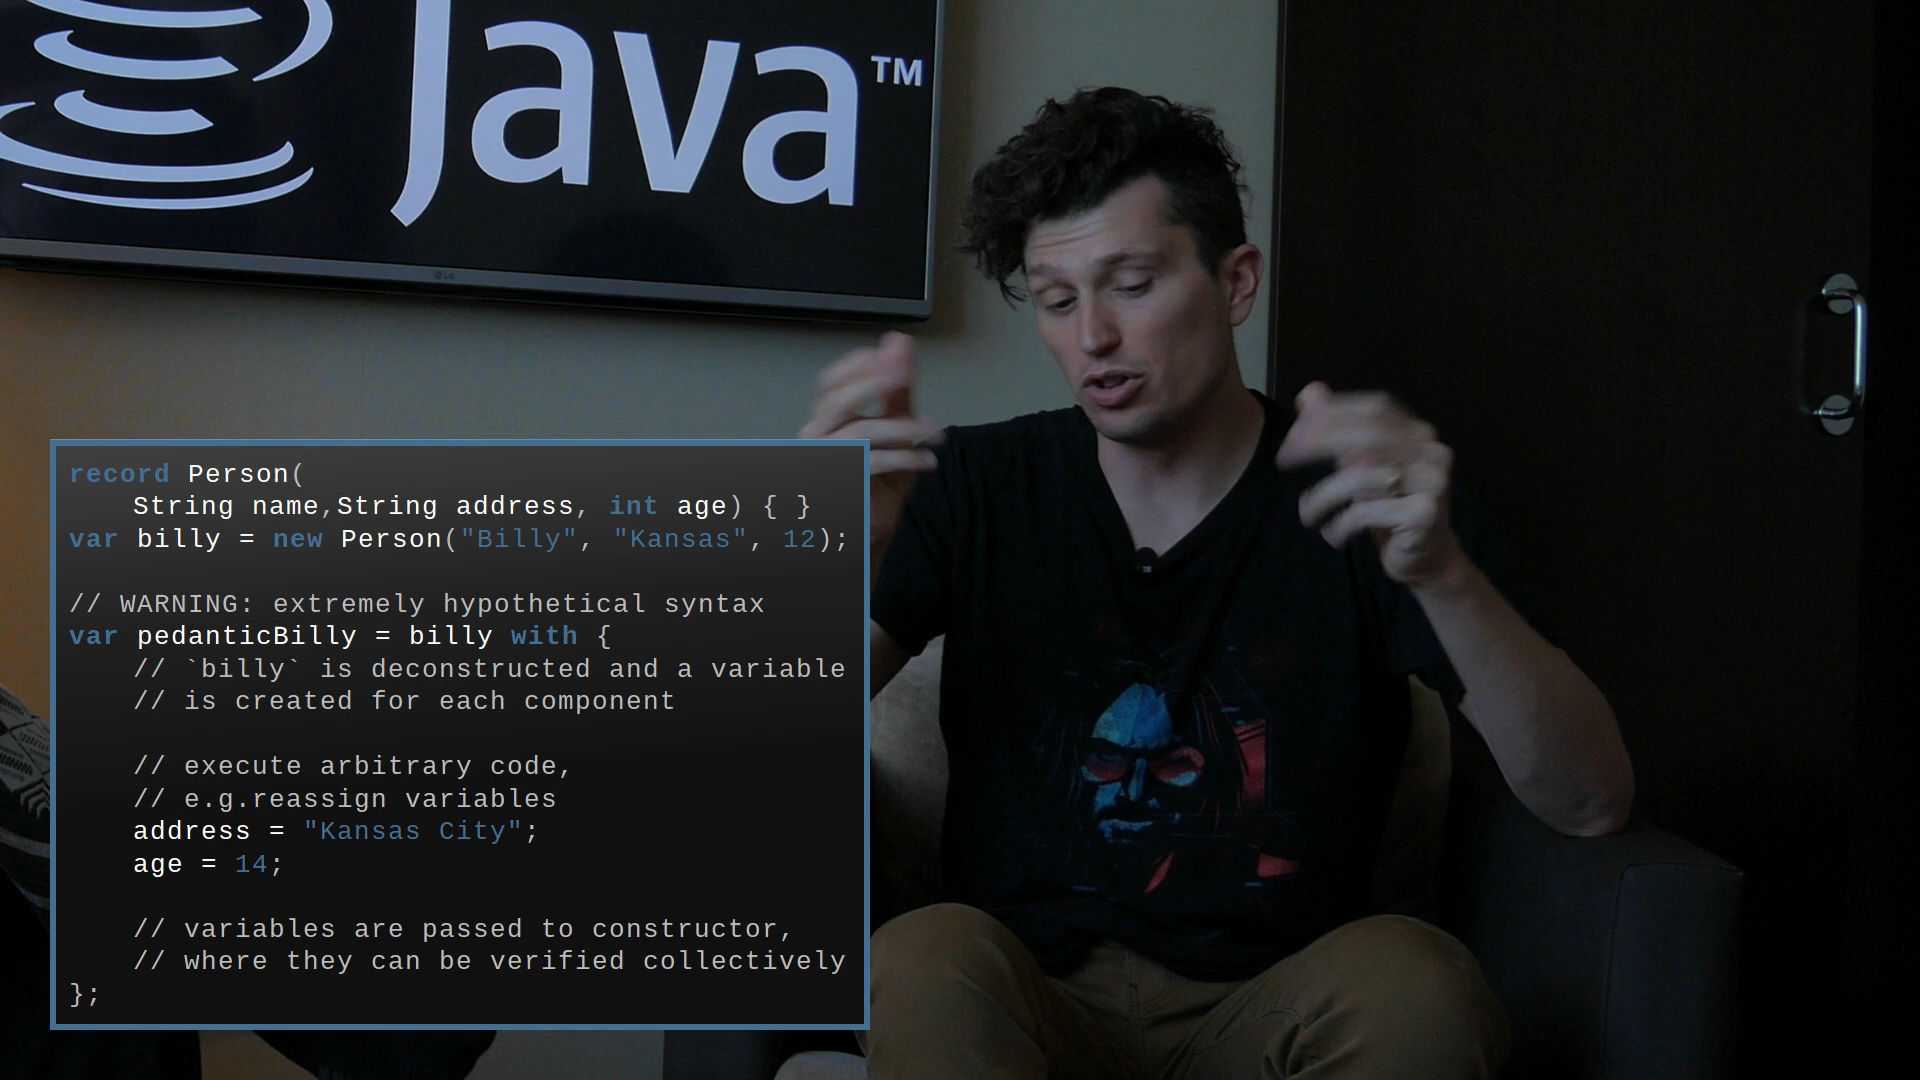 Java™
LG
record Person(
String name,String address, int age) { }
var billy = new Person("Billy", "Kansas", 12);
// WARNING: extremely hypothetical syntax
var pedanticBilly = billy with {
// `billy` is deconstructed and a variable
// is created for each component
// execute arbitrary code,
// e.g.reassign variables
address = "Kansas City";
age = 14;
// variables are passed to constructor,
// where they can be verified collectively
};